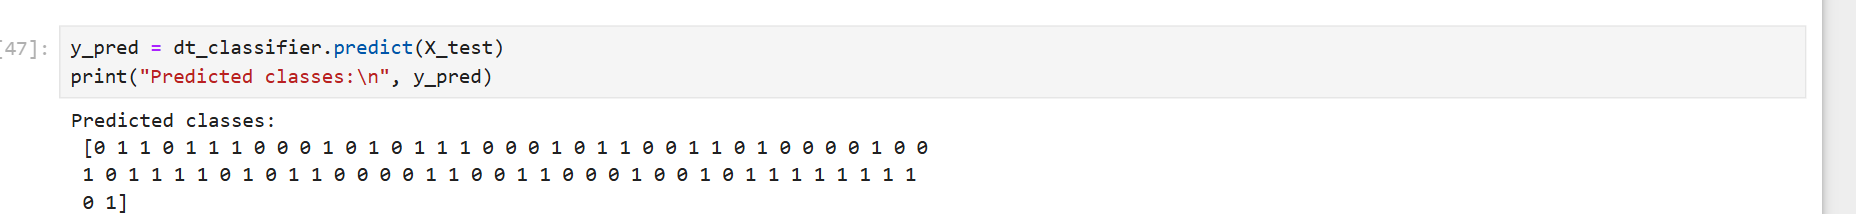 [47]: y_pred = dt_classifier.predict(X_test)
print("Predicted classes:\n", y_pred)
Predicted classes:
[0 1 1 0 1 1 1 0 0 0 1 0 1 0 1 1 1 0 0 0 1 0 1 1 0 0 1 1 0 1 0 0 0 0 1 0 0
1 0 1 1 1 1 0 1 0 1 1 0 0 0 0 1 1 0 0 1 1 0 0 0 1 0 0 1 0 1 1 1 1 1 1 1 1
0 1]